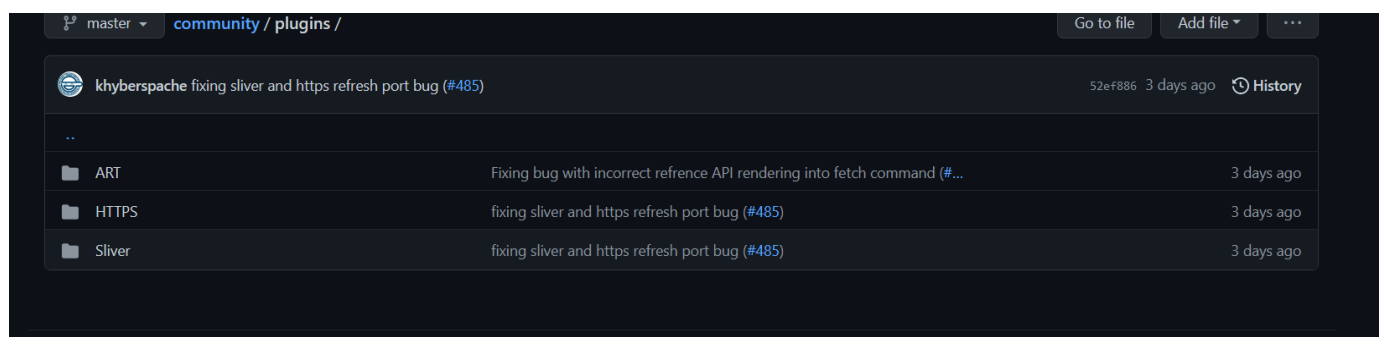 master community / plugins / Go to file Add file ...
khyberspache fixing sliver and https refresh port bug (#485) 52ef886 3 days ago History
..
ART Fixing bug with incorrect refrence API rendering into fetch command (#... 3 days ago
HTTPS fixing sliver and https refresh port bug (#485) 3 days ago
Sliver fixing sliver and https refresh port bug (#485) 3 days ago